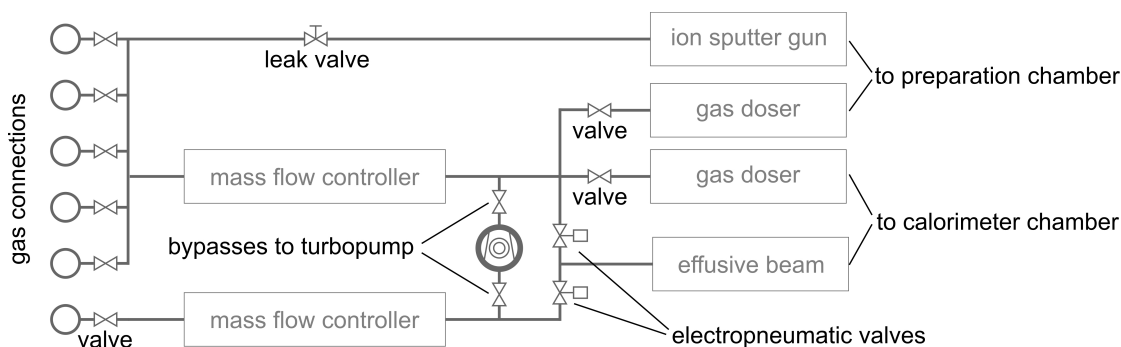 ion sputter gun
leak valve
to preparation chamber
gas doser
valve
gas connections
mass flow controller
gas doser
valve
to calorimeter chamber
bypasses to turbopump
effusive beam
mass flow controller
valve
electropneumatic valves